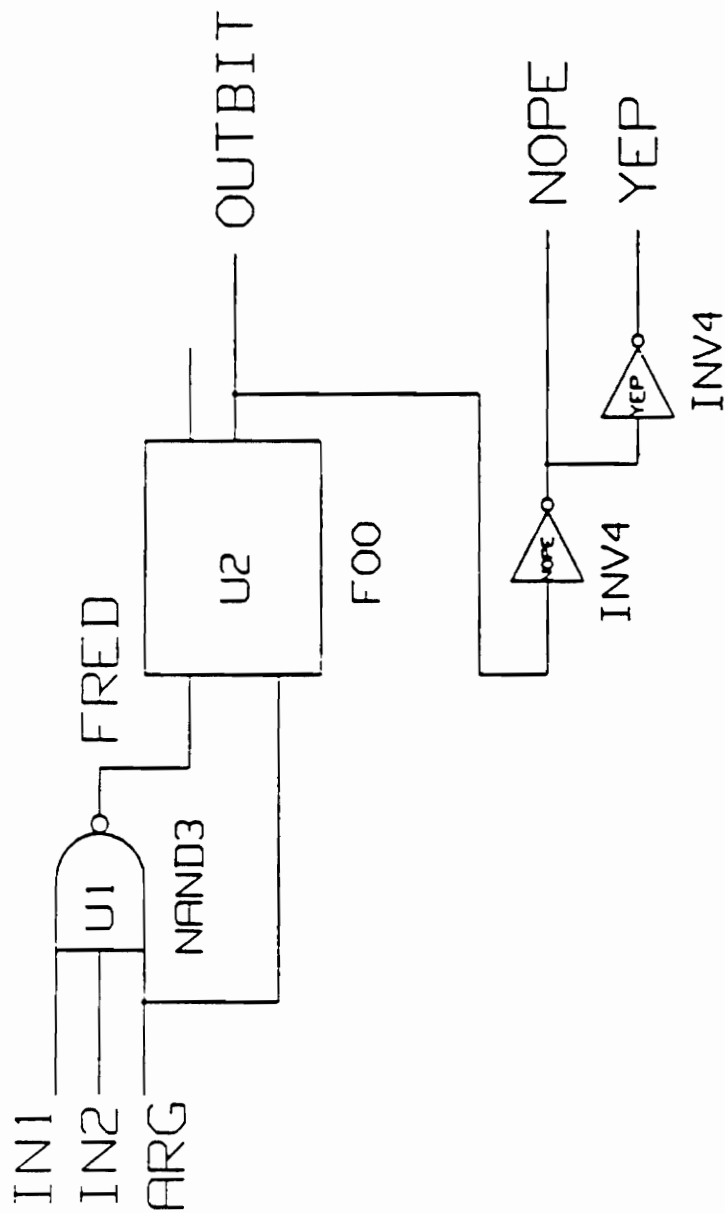 IN1
IN2
ARG
U1
NAND3
FRED
U2
FOO
OUTBIT
NOPE
INV4
NOPE
YEP
INV4
YEP